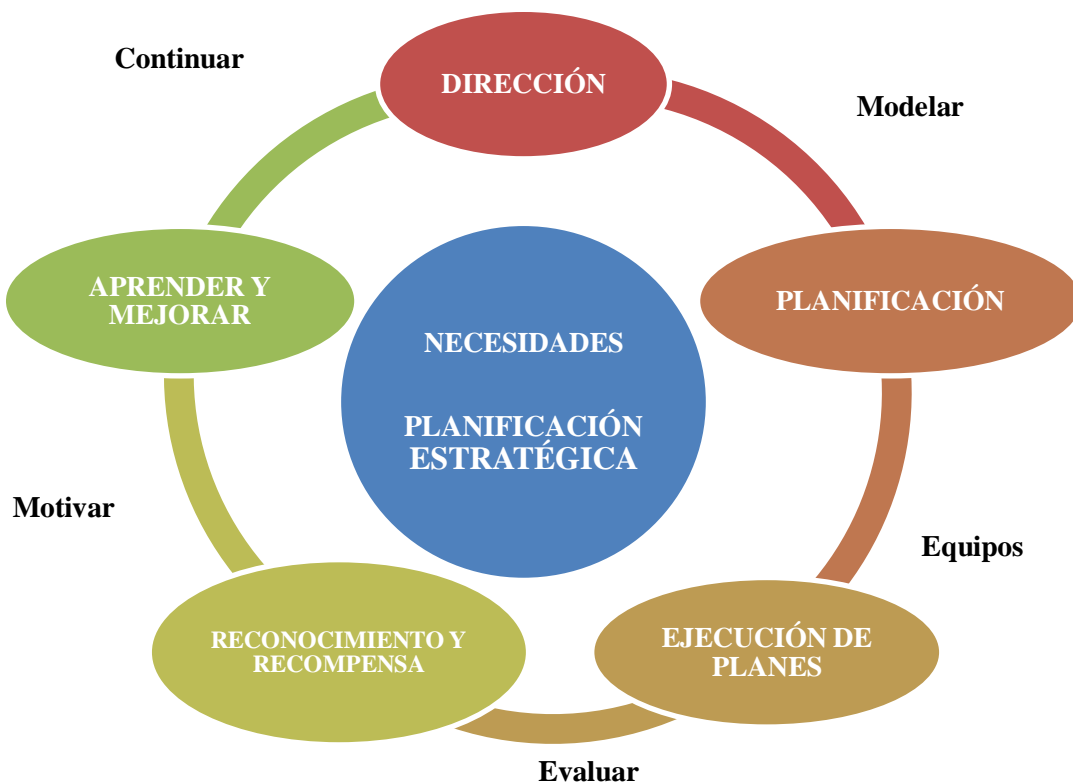 Continuar
DIRECCIÓN
Modelar
APRENDER Y
MEJORAR
PLANIFICACIÓN
NECESIDADES
PLANIFICACIÓN
ESTRATÉGICA
Motivar
Equipos
RECONOCIMIENTO Y
RECOMPENSA
EJECUCIÓN DE
PLANES
Evaluar